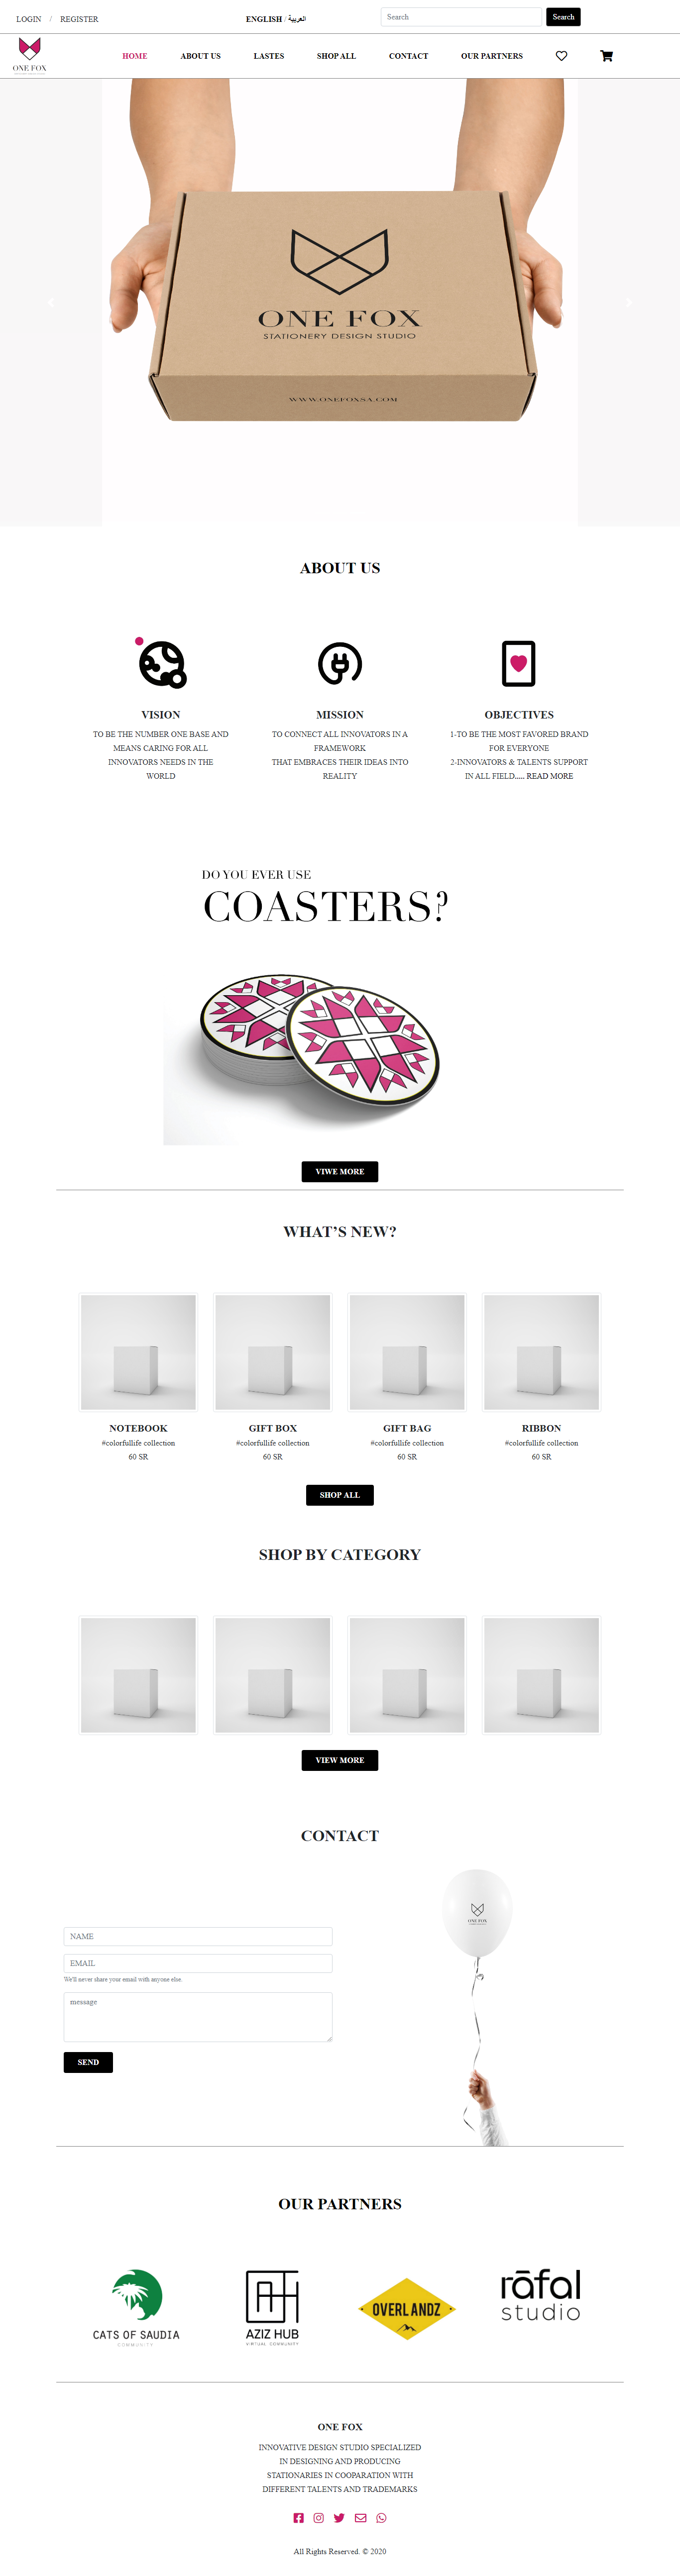 LOGIN / REGISTER
ENGLISH / العربية
Search
Search
ONE FOX
HOME
ABOUT US
LASTES
SHOP ALL
CONTACT
OUR PARTNERS
ONE FOX
STATIONERY DESIGN STUDIO
WWW.ONEFOXSA.COM
ABOUT US
VISION
TO BE THE NUMBER ONE BASE AND
MEANS CARING FOR ALL
INNOVATORS NEEDS IN THE
WORLD
MISSION
TO CONNECT ALL INNOVATORS IN A
FRAMEWORK
THAT EMBRACES THEIR IDEAS INTO
REALITY
OBJECTIVES
1-TO BE THE MOST FAVORED BRAND
FOR EVERYONE
2-INNOVATORS & TALENTS SUPPORT
IN ALL FIELD..... READ MORE
DO YOU EVER USE
COASTERS?
VIWE MORE
WHAT'S NEW?
NOTEBOOK
#colorfullife collection
60 SR
GIFT BOX
#colorfullife collection
60 SR
GIFT BAG
#colorfullife collection
60 SR
RIBBON
#colorfullife collection
60 SR
SHOP ALL
SHOP BY CATEGORY
VIEW MORE
CONTACT
NAME
EMAIL
We'll never share your email with anyone else.
message
SEND
ONE FOX
OUR PARTNERS
CATS OF SAUDIA
COMMUNITY
AZIZ HUB
VIRTUAL COMMUNITY
OVERLANDZ
rāfal
studio
ONE FOX
INNOVATIVE DESIGN STUDIO SPECIALIZED
IN DESIGNING AND PRODUCING
STATIONARIES IN COOPARATION WITH
DIFFERENT TALENTS AND TRADEMARKS
All Rights Reserved. © 2020